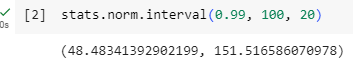 [2] stats.norm.interval(0.99, 100, 20)
0s
(48.48341392902199, 151.516586070978)